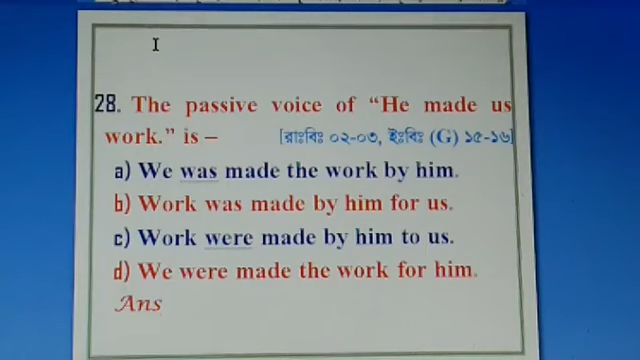 28. The passive voice of “He made us
work.” is – [রাঃবিঃ ০২-০৩, ইঃবিঃ (G) ১৫-১৬]
a) We was made the work by him.
b) Work was made by him for us.
c) Work were made by him to us.
d) We were made the work for him.
Ans